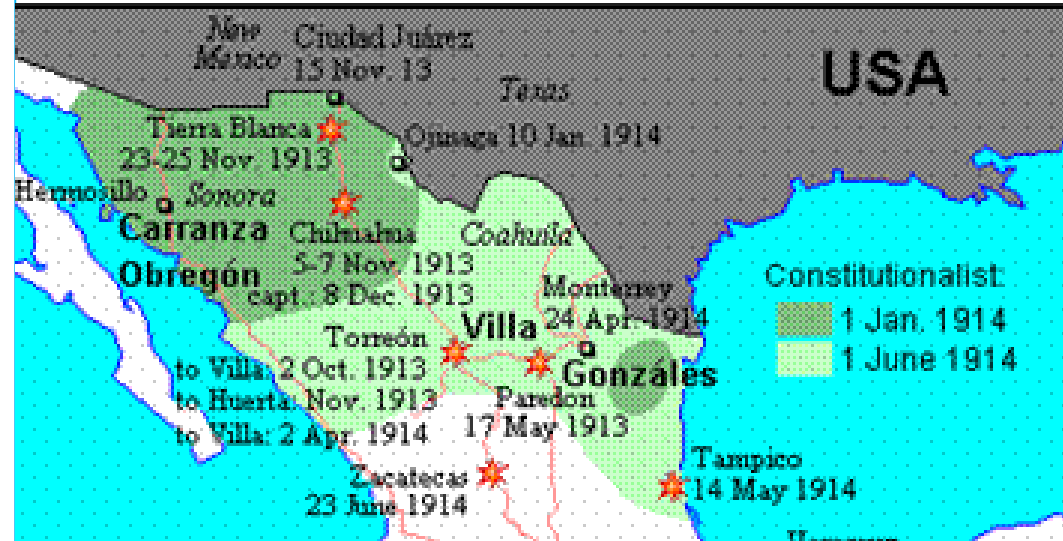 New
Mexico
Ciudad Juárez
15 Nov. 13
USA
Texas
Tierra Blanca
23-25 Nov. 1913
Ojinaga 10 Jan. 1914
Hermosillo
Sonora
Carranza
Obregón
Chihuahua
5-7 Nov. 1913
capt.: 8 Dec. 1913
Coahuila
Monterrey
24 Apr. 1914
Constitutionalist:
1 Jan. 1914
1 June 1914
Torreón
to Villa: 2 Oct. 1913
to Huerta: Nov. 1913
to Villa: 2 Apr. 1914
Villa
Gonzáles
Paredon
17 May 1913
Zacatecas
23 June 1914
Tampico
14 May 1914